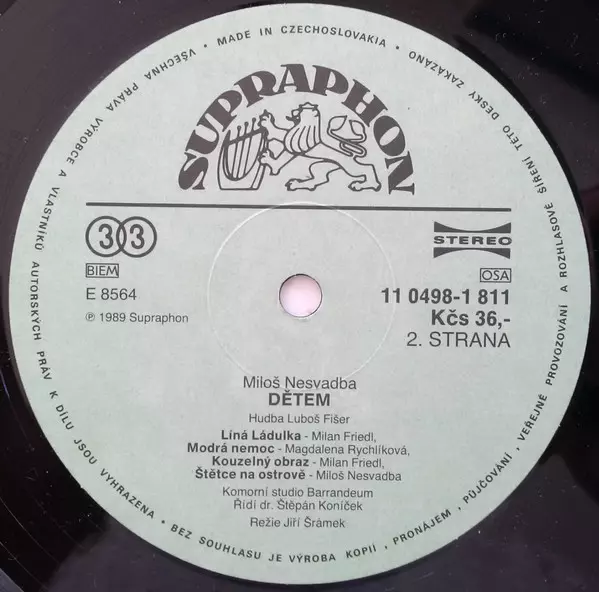 • MADE IN CZECHOSLOVAKIA • VŠECHNA PRÁVA VÝROBCE A VLASTNÍKŮ AUTORSKÝCH PRÁV K DÍLU JSOU VYHRAZENA • BEZ SOUHLASU JE VÝROBA KOPIÍ, PRONÁJEM, PŮJČOVÁNÍ, VEŘEJNÉ PROVOZOVÁNÍ A ROZHLASOVÉ ŠÍŘENÍ TÉTO DESKY ZAKÁZÁNO
SUPRAPHON
33
STEREO
BIEM
OSA
E 8564
11 0498-1 811
Kčs 36,-
℗ 1989 Supraphon
2. STRANA
Miloš Nesvadba
DĚTEM
Hudba Luboš Fišer
Líná Ládulka - Milan Friedl,
Modrá nemoc - Magdalena Rychlíková,
Kouzelný obraz - Milan Friedl,
Štětce na ostrově - Miloš Nesvadba
Komorní studio Barrandeum
Řídí dr. Štěpán Koníček
Režie Jiří Šrámek